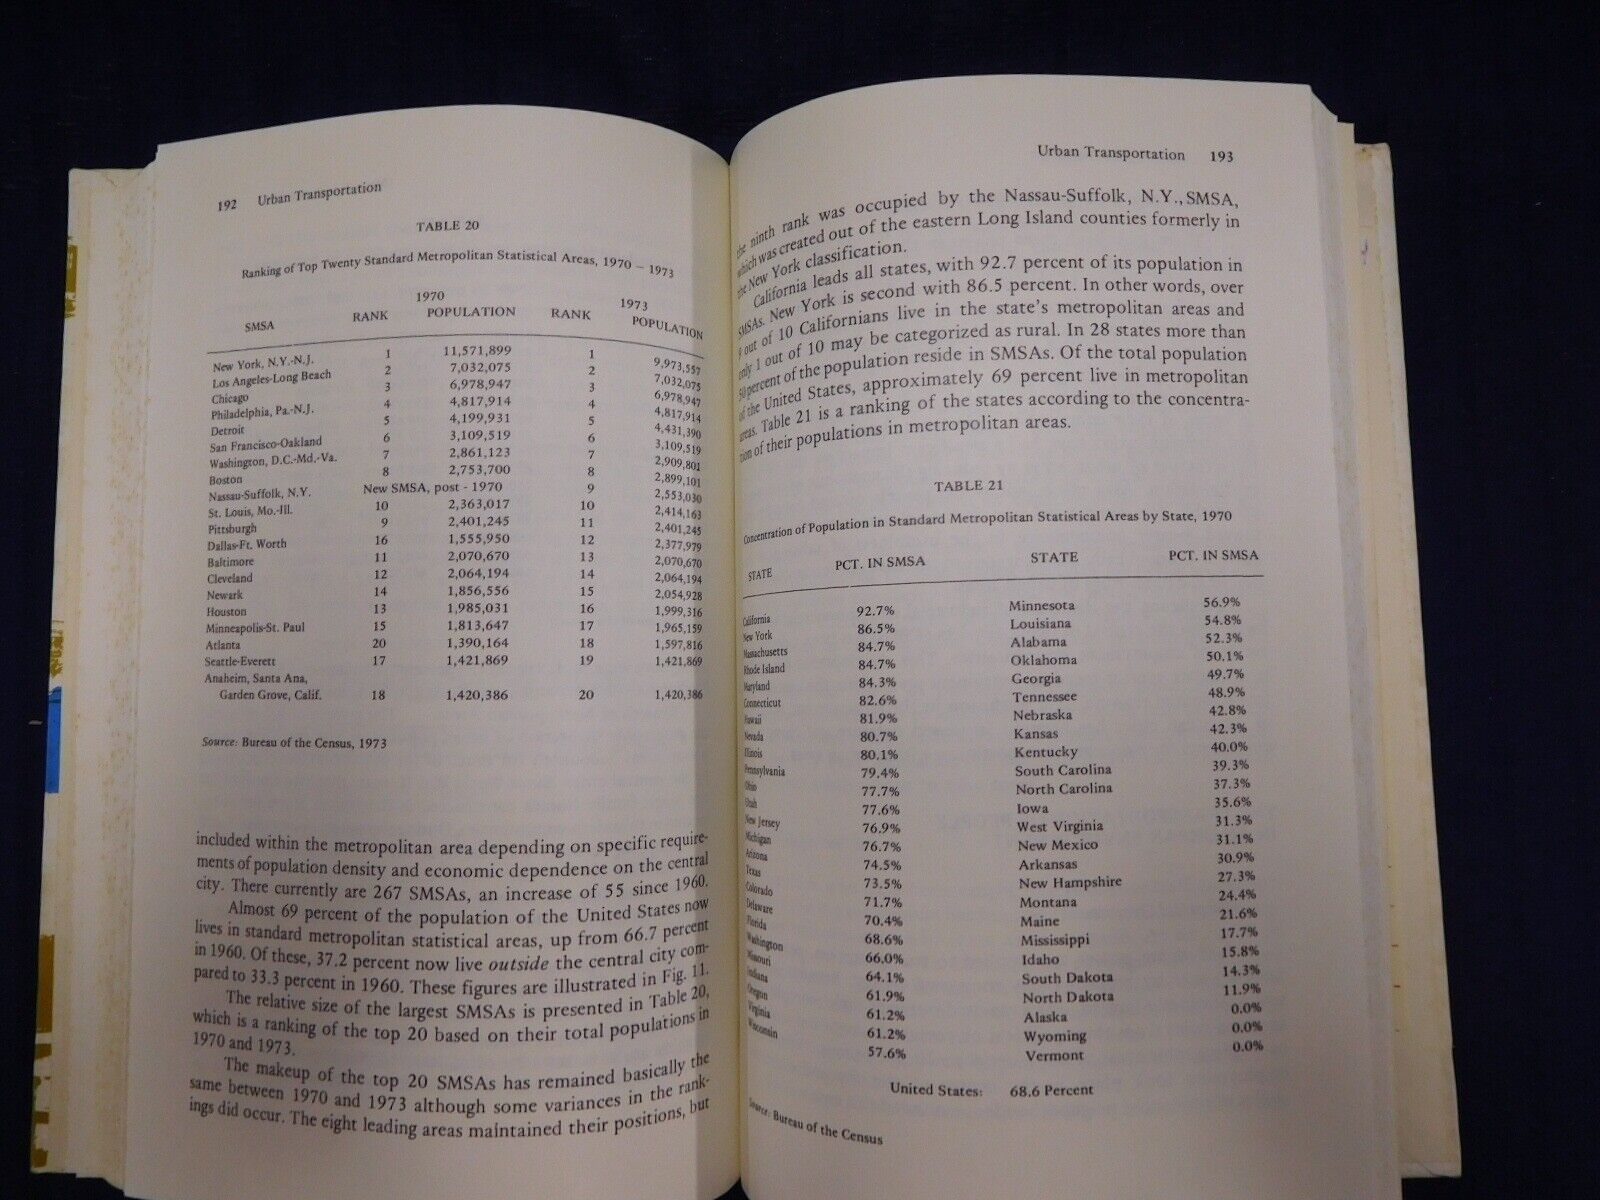 192 Urban Transportation
TABLE 20
Ranking of Top Twenty Standard Metropolitan Statistical Areas, 1970 – 1973
1970 1973
SMSA RANK POPULATION RANK POPULATION
New York, N.Y.-N.J. 1 11,571,899 1 9,973,557
Los Angeles-Long Beach 2 7,032,075 2 7,032,075
Chicago 3 6,978,947 3 6,978,947
Philadelphia, Pa.-N.J. 4 4,817,914 4 4,817,914
Detroit 5 4,199,931 5 4,431,390
San Francisco-Oakland 6 3,109,519 6 3,109,519
Washington, D.C.-Md.-Va. 7 2,861,123 7 2,909,801
Boston 8 2,753,700 8 2,899,101
Nassau-Suffolk, N.Y. New SMSA, post - 1970 9 2,553,030
St. Louis, Mo.-Ill. 10 2,363,017 10 2,414,163
Pittsburgh 9 2,401,245 11 2,401,245
Dallas-Ft. Worth 16 1,555,950 12 2,377,979
Baltimore 11 2,070,670 13 2,070,670
Cleveland 12 2,064,194 14 2,064,194
Newark 14 1,856,556 15 2,054,928
Houston 13 1,985,031 16 1,999,316
Minneapolis-St. Paul 15 1,813,647 17 1,965,159
Atlanta 20 1,390,164 18 1,597,816
Seattle-Everett 17 1,421,869 19 1,421,869
Anaheim, Santa Ana,
Garden Grove, Calif. 18 1,420,386 20 1,420,386
Source: Bureau of the Census, 1973
included within the metropolitan area depending on specific require-
ments of population density and economic dependence on the central
city. There currently are 267 SMSAs, an increase of 55 since 1960.
Almost 69 percent of the population of the United States now
lives in standard metropolitan statistical areas, up from 66.7 percent
in 1960. Of these, 37.2 percent now live outside the central city com-
pared to 33.3 percent in 1960. These figures are illustrated in Fig. 11.
The relative size of the largest SMSAs is presented in Table 20,
which is a ranking of the top 20 based on their total populations in
1970 and 1973.
The makeup of the top 20 SMSAs has remained basically the
same between 1970 and 1973 although some variances in the rank-
ings did occur. The eight leading areas maintained their positions, but
Urban Transportation 193
the ninth rank was occupied by the Nassau-Suffolk, N.Y., SMSA,
which was created out of the eastern Long Island counties formerly in
the New York classification.
California leads all states, with 92.7 percent of its population in
SMSAs. New York is second with 86.5 percent. In other words, over
9 out of 10 Californians live in the state's metropolitan areas and
only 1 out of 10 may be categorized as rural. In 28 states more than
50 percent of the population reside in SMSAs. Of the total population
of the United States, approximately 69 percent live in metropolitan
areas. Table 21 is a ranking of the states according to the concentra-
tion of their populations in metropolitan areas.
TABLE 21
Concentration of Population in Standard Metropolitan Statistical Areas by State, 1970
STATE PCT. IN SMSA STATE PCT. IN SMSA
California 92.7% Minnesota 56.9%
New York 86.5% Louisiana 54.8%
Massachusetts 84.7% Alabama 52.3%
Rhode Island 84.7% Oklahoma 50.1%
Maryland 84.3% Georgia 49.7%
Connecticut 82.6% Tennessee 48.9%
Hawaii 81.9% Nebraska 42.8%
Nevada 80.7% Kansas 42.3%
Illinois 80.1% Kentucky 40.0%
Pennsylvania 79.4% South Carolina 39.3%
Ohio 77.7% North Carolina 37.3%
Utah 77.6% Iowa 35.6%
New Jersey 76.9% West Virginia 31.3%
Michigan 76.7% New Mexico 31.1%
Arizona 74.5% Arkansas 30.9%
Texas 73.5% New Hampshire 27.3%
Colorado 71.7% Montana 24.4%
Delaware 70.4% Maine 21.6%
Florida 68.6% Mississippi 17.7%
Washington 66.0% Idaho 15.8%
Missouri 64.1% South Dakota 14.3%
Indiana 61.9% North Dakota 11.9%
Oregon 61.2% Alaska 0.0%
Virginia 61.2% Wyoming 0.0%
Wisconsin 57.6% Vermont 0.0%
United States: 68.6 Percent
Source: Bureau of the Census